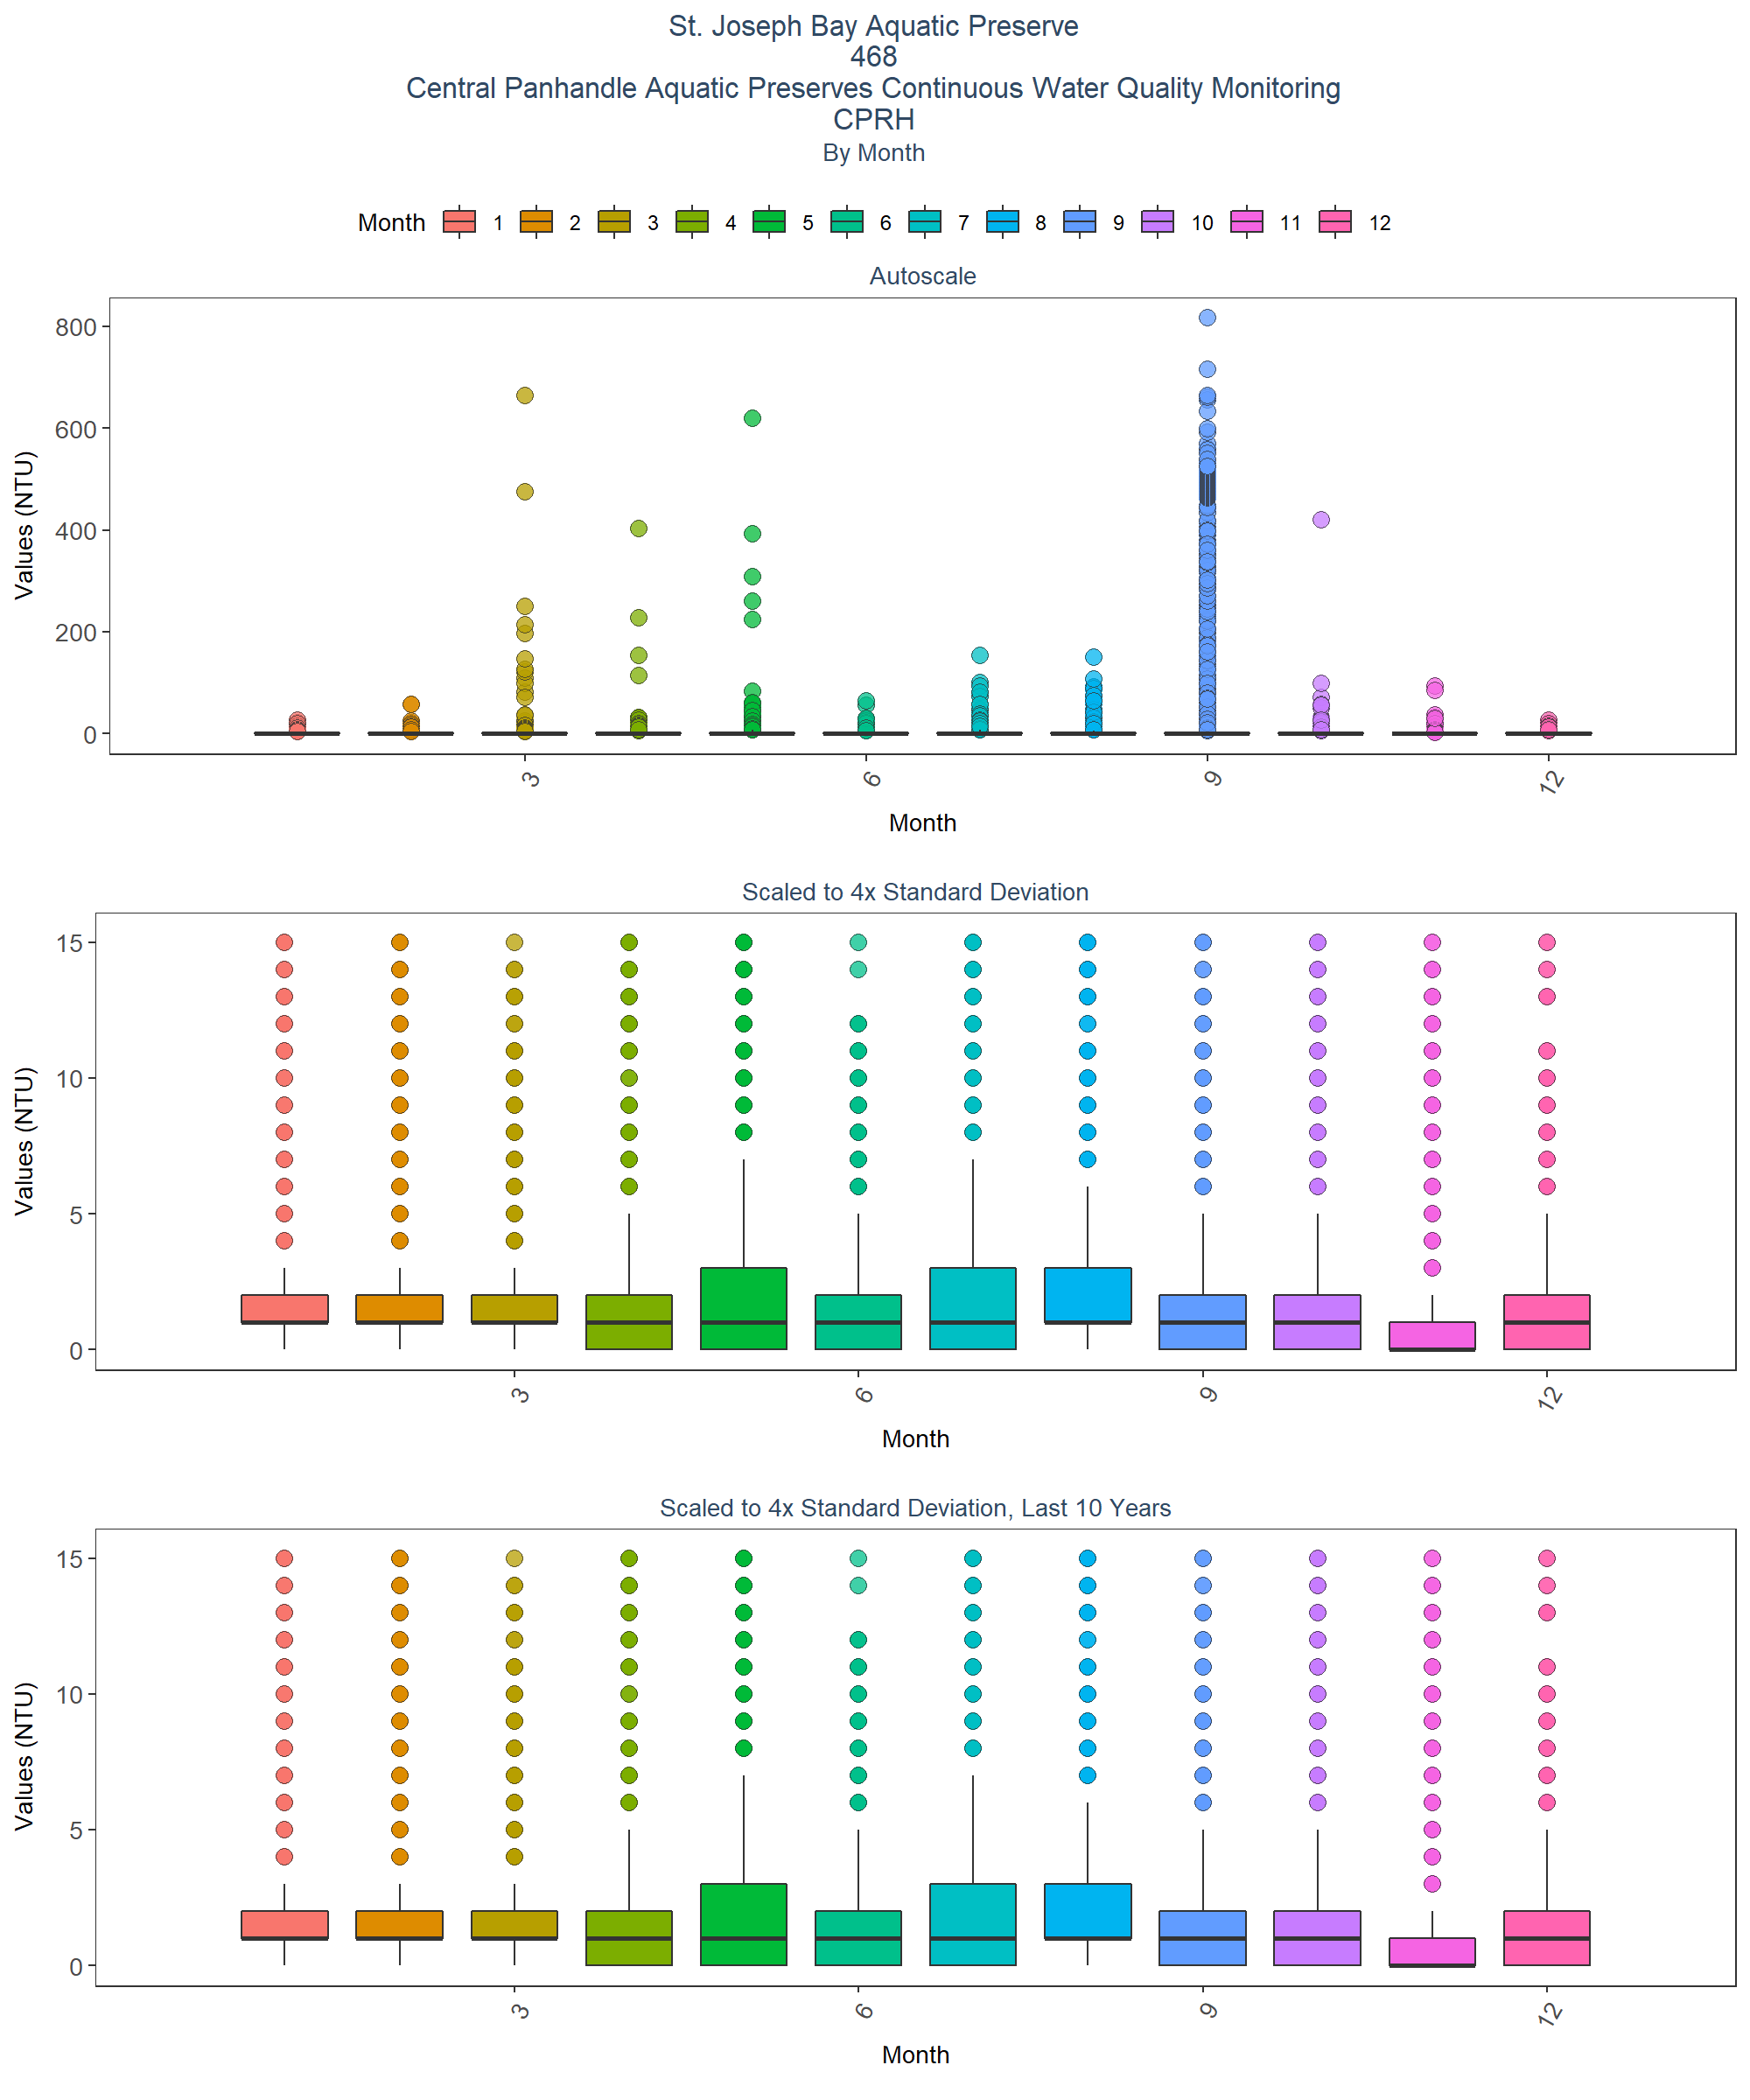 St. Joseph Bay Aquatic Preserve
468
Central Panhandle Aquatic Preserves Continuous Water Quality Monitoring
CPRH
By Month
Month 1 2 3 4 5 6 7 8 9 10 11 12
Autoscale
800
600
400
200
0
Values (NTU)
3 6 9 12
Month
Scaled to 4x Standard Deviation
15
10
5
0
Values (NTU)
3 6 9 12
Month
Scaled to 4x Standard Deviation, Last 10 Years
15
10
5
0
Values (NTU)
3 6 9 12
Month